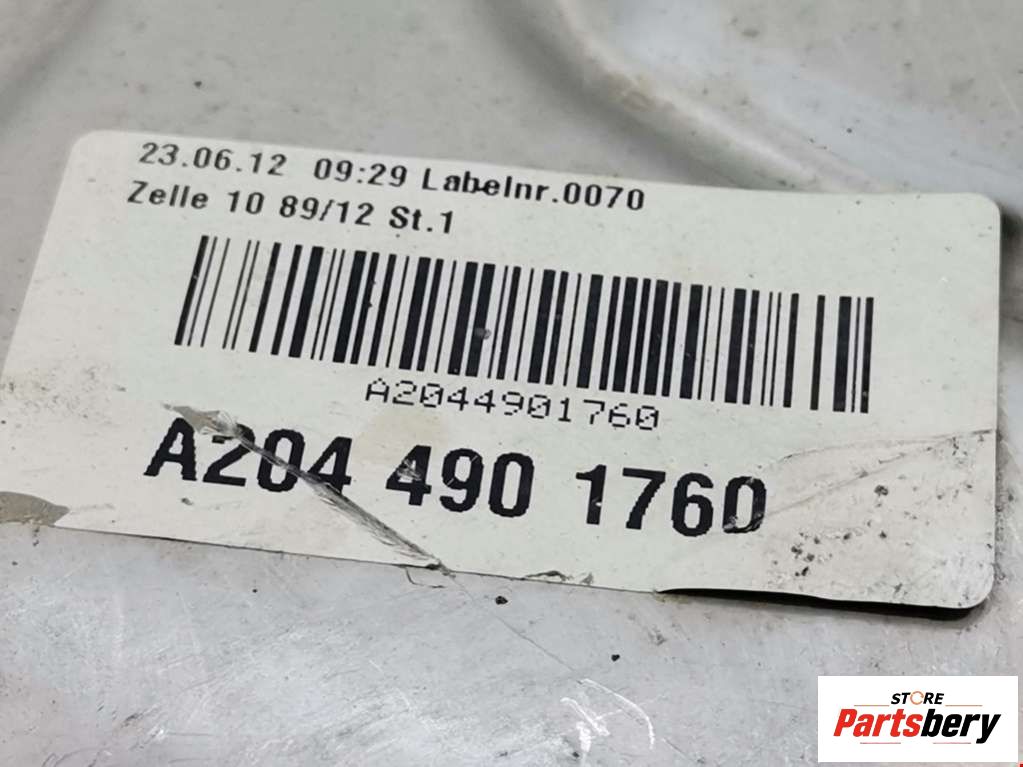 23.06.12 09:29 Labelnr.0070
Zelle 10 89/12 St.1
A2044901760
A204 490 1760
STORE
Partsbery